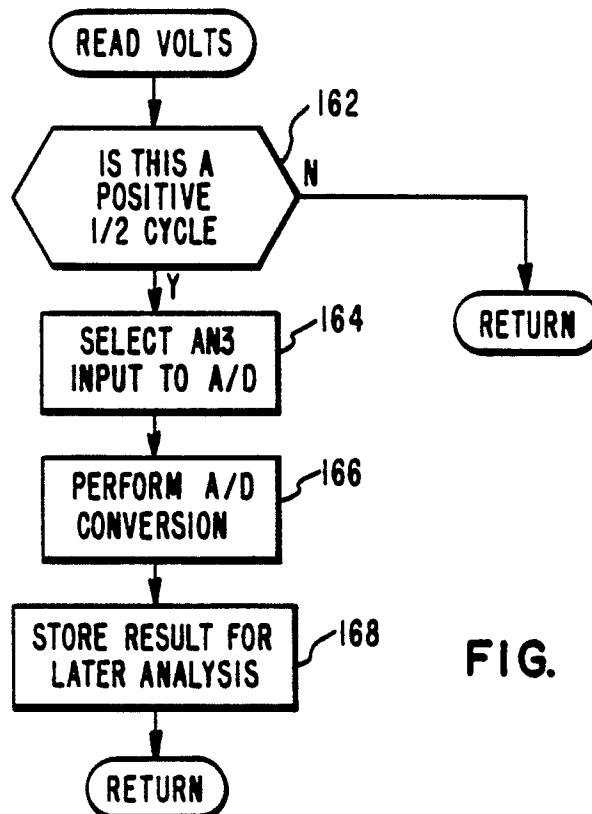 READ VOLTS
162
IS THIS A
POSITIVE
1/2 CYCLE
N
Y
RETURN
164
SELECT AN3
INPUT TO A/D
166
PERFORM A/D
CONVERSION
168
STORE RESULT FOR
LATER ANALYSIS
FIG.
RETURN